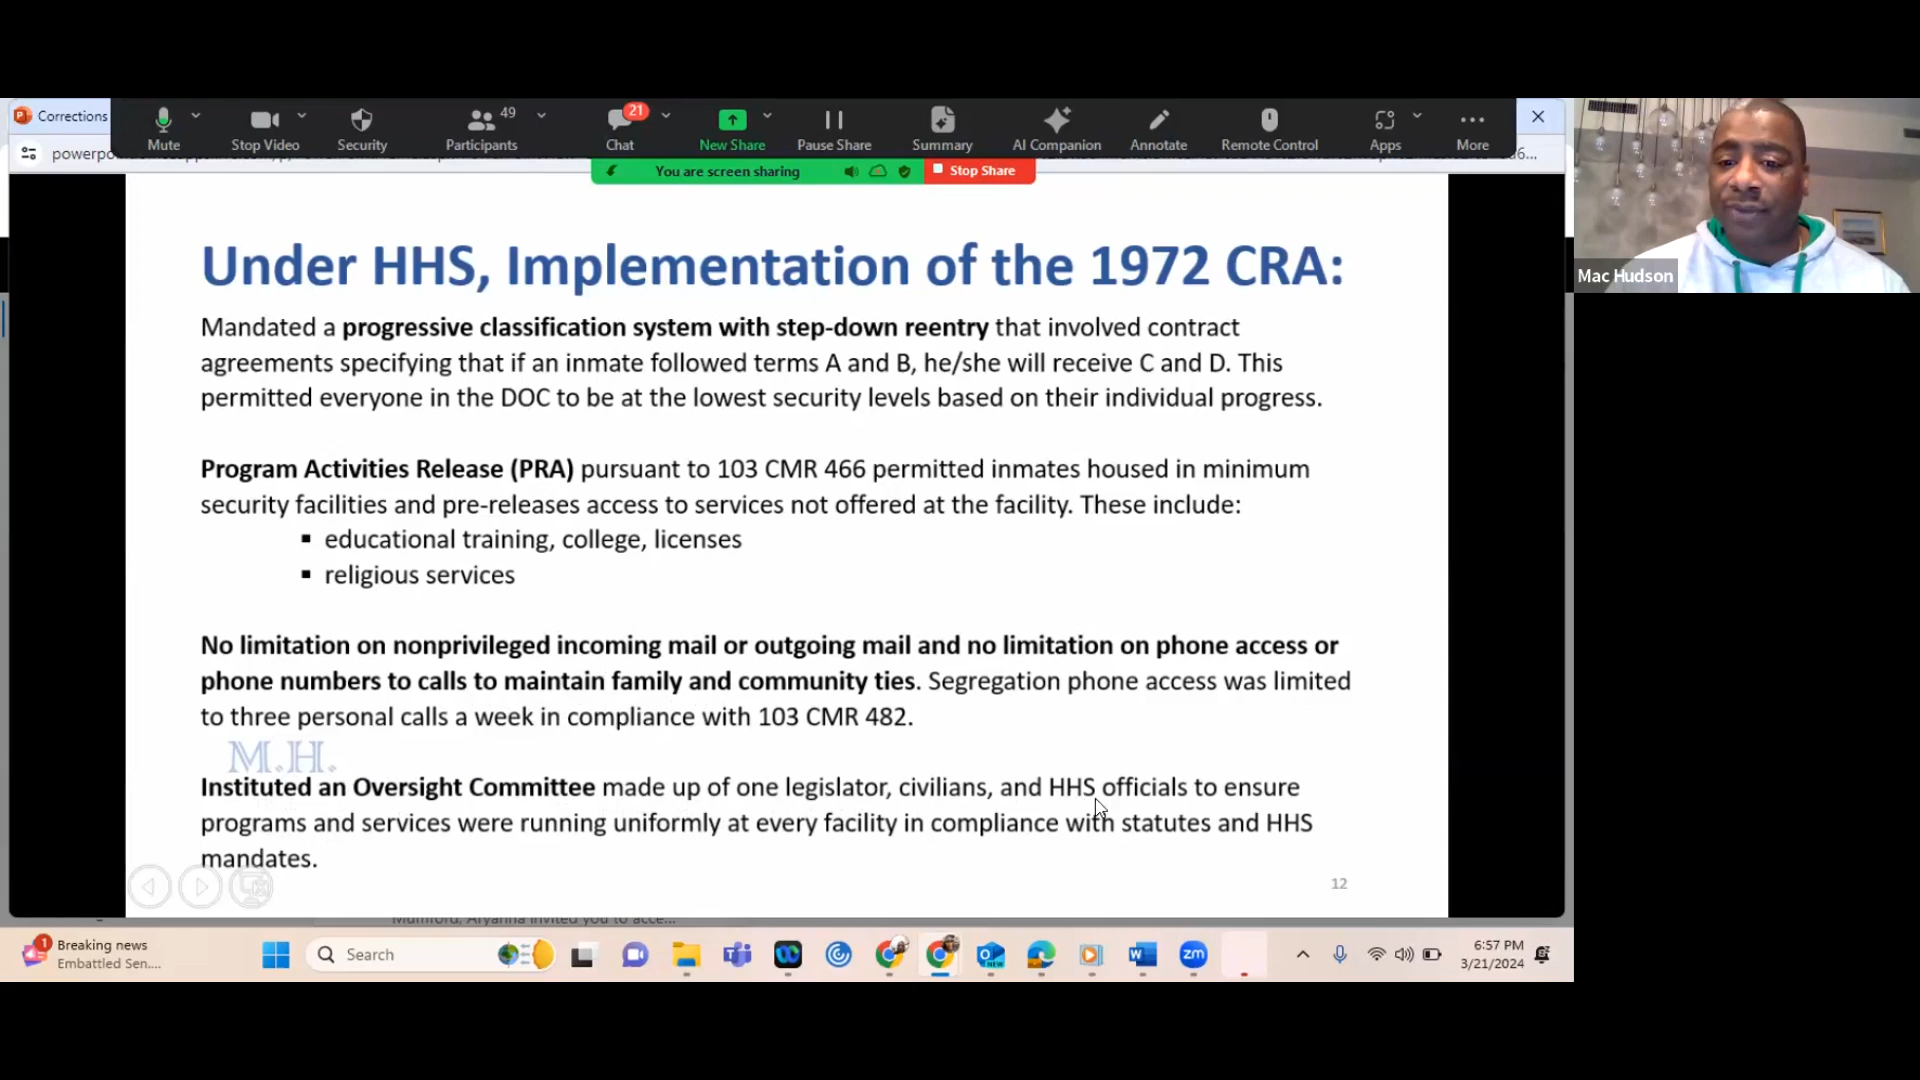 Corrections
Mute
Stop Video
Security
49
Participants
21
Chat
New Share
Pause Share
Summary
AI Companion
Annotate
Remote Control
Apps
More
You are screen sharing
Stop Share
Mac Hudson
Under HHS, Implementation of the 1972 CRA:
Mandated a progressive classification system with step-down reentry that involved contract
agreements specifying that if an inmate followed terms A and B, he/she will receive C and D. This
permitted everyone in the DOC to be at the lowest security levels based on their individual progress.
Program Activities Release (PRA) pursuant to 103 CMR 466 permitted inmates housed in minimum
security facilities and pre-releases access to services not offered at the facility. These include:
▪ educational training, college, licenses
▪ religious services
No limitation on nonprivileged incoming mail or outgoing mail and no limitation on phone access or
phone numbers to calls to maintain family and community ties. Segregation phone access was limited
to three personal calls a week in compliance with 103 CMR 482.
M.H.
Instituted an Oversight Committee made up of one legislator, civilians, and HHS officials to ensure
programs and services were running uniformly at every facility in compliance with statutes and HHS
mandates.
12
1
Breaking news
Embattled Sen....
Search
NEW
W
zm
6:57 PM
3/21/2024